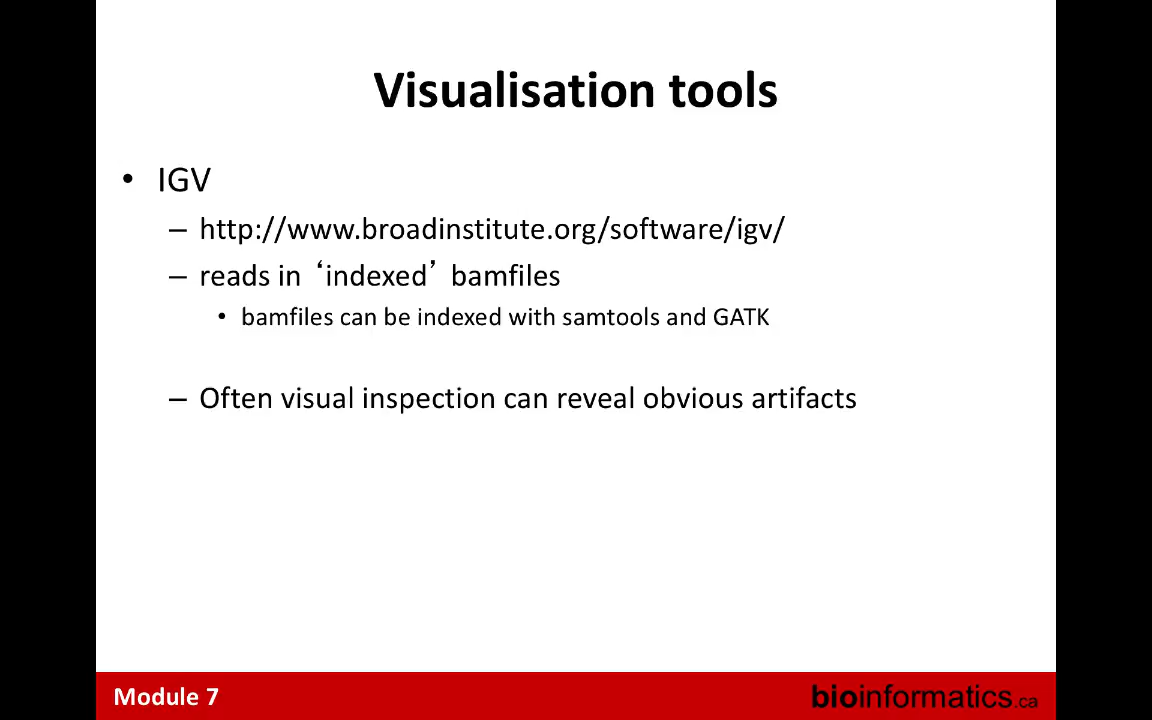 Visualisation tools
• IGV
– http://www.broadinstitute.org/software/igv/
– reads in ‘indexed’ bamfiles
• bamfiles can be indexed with samtools and GATK
– Often visual inspection can reveal obvious artifacts
Module 7
bioinformatics.ca